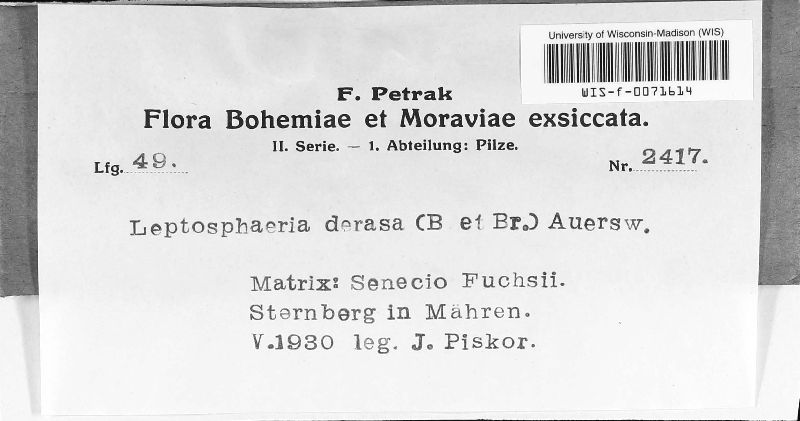 University of Wisconsin-Madison (WIS)
WIS-f-0071614
F. Petrak
Flora Bohemiae et Moraviae exsiccata.
II. Serie. — 1. Abteilung: Pilze.
Lfg. 49.
Nr. 2417.
Leptosphaeria derasa (B et Br.) Auersw.
Matrix: Senecio Fuchsii.
Sternberg in Mähren.
V.1930 leg. J. Piskor.